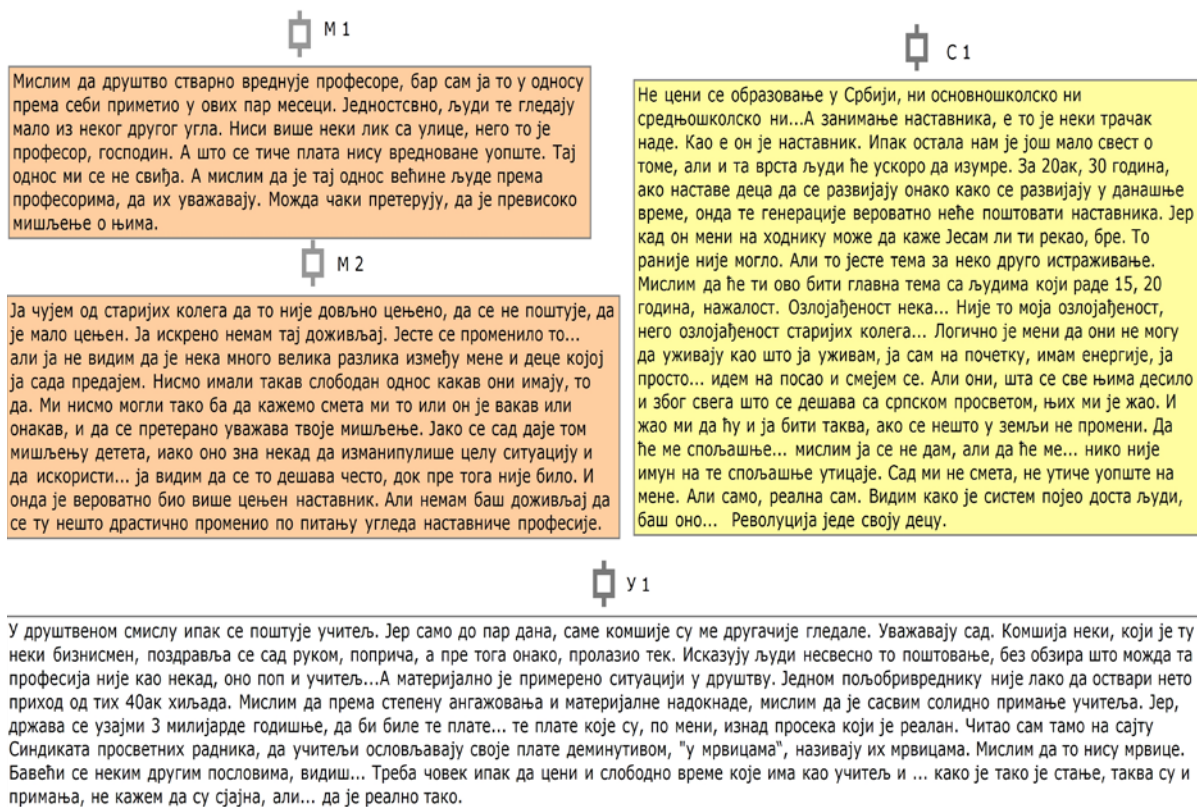 М 1
Мислим да друштво стварно вреднује професоре, бар сам ја то у односу
према себи приметио у ових пар месеци. Једностсвно, људи те гледају
мало из неког другог угла. Ниси више неки лик са улице, него то је
професор, господин. А што се тиче плата нису вредноване уопште. Тај
однос ми се не свиђа. А мислим да је тај однос већине људе према
професорима, да их уважавају. Можда чаки претерују, да је превисоко
мишљење о њима.
М 2
Ја чујем од старијих колега да то није довљно цењено, да се не поштује, да
је мало цењен. Ја искрено немам тај доживљај. Јесте се променило то...
али ја не видим да је нека много велика разлика између мене и деце којој
ја сада предајем. Нисмо имали такав слободан однос какав они имају, то
да. Ми нисмо могли тако ба да кажемо смета ми то или он је вакав или
онакав, и да се претерано уважава твоје мишљење. Јако се сад даје том
мишљењу детета, иако оно зна некад да изманипулише целу ситуацију и
да искористи... ја видим да се то дешава често, док пре тога није било. И
онда је вероватно био више цењен наставник. Али немам баш доживљај да
се ту нешто драстично променио по питању угледа наставниче професије.
С 1
Не цени се образовање у Србији, ни основношколско ни
средњошколско ни...А занимање наставника, е то је неки трачак
наде. Као е он је наставник. Ипак остала нам је још мало свест о
томе, али и та врста људи ће ускоро да изумре. За 20ак, 30 година,
ако наставе деца да се развијају онако како се развијају у данашње
време, онда те генерације вероватно неће поштовати наставника. Јер
кад он мени на ходнику може да каже Јесам ли ти рекао, бре. То
раније није могло. Али то јесте тема за неко друго истраживање.
Мислим да ће ти ово бити главна тема са људима који раде 15, 20
година, нажалост. Озлојађеност нека... Није то моја озлојађеност,
него озлојађеност старијих колега... Логично је мени да они не могу
да уживају као што ја уживам, ја сам на почетку, имам енергије, ја
просто... идем на посао и смејем се. Али они, шта се све њима десило
и због свега што се дешава са српском просветом, њих ми је жао. И
жао ми да ћу и ја бити таква, ако се нешто у земљи не промени. Да
ће ме спољашње... мислим ја се не дам, али да ће ме... нико није
имун на те спољашње утицаје. Сад ми не смета, не утиче уопште на
мене. Али само, реална сам. Видим како је систем појео доста људи,
баш оно... Револуција једе своју децу.
У 1
У друштвеном смислу ипак се поштује учитељ. Јер само до пар дана, саме комшије су ме другачије гледале. Уважавају сад. Комшија неки, који је ту
неки бизнисмен, поздравља се сад руком, поприча, а пре тога онако, пролазио тек. Исказују људи несвесно то поштовање, без обзира што можда та
професија није као некад, оно поп и учитељ...А материјално је примерено ситуацији у друштву. Једном пољобривреднику није лако да оствари нето
приход од тих 40ак хиљада. Мислим да према степену ангажовања и материјалне надокнаде, мислим да је сасвим солидно примање учитеља. Јер,
држава се узајми 3 милијарде годишње, да би биле те плате... те плате које су, по мени, изнад просека који је реалан. Читао сам тамо на сајту
Синдиката просветних радника, да учитељи ословљавају своје плате деминутивом, "у мрвицама“, називају их мрвицама. Мислим да то нису мрвице.
Бавећи се неким другим пословима, видиш... Треба човек ипак да цени и слободно време које има као учитељ и ... како је тако је стање, таква су и
примања, не кажем да су сјајна, али... да је реално тако.